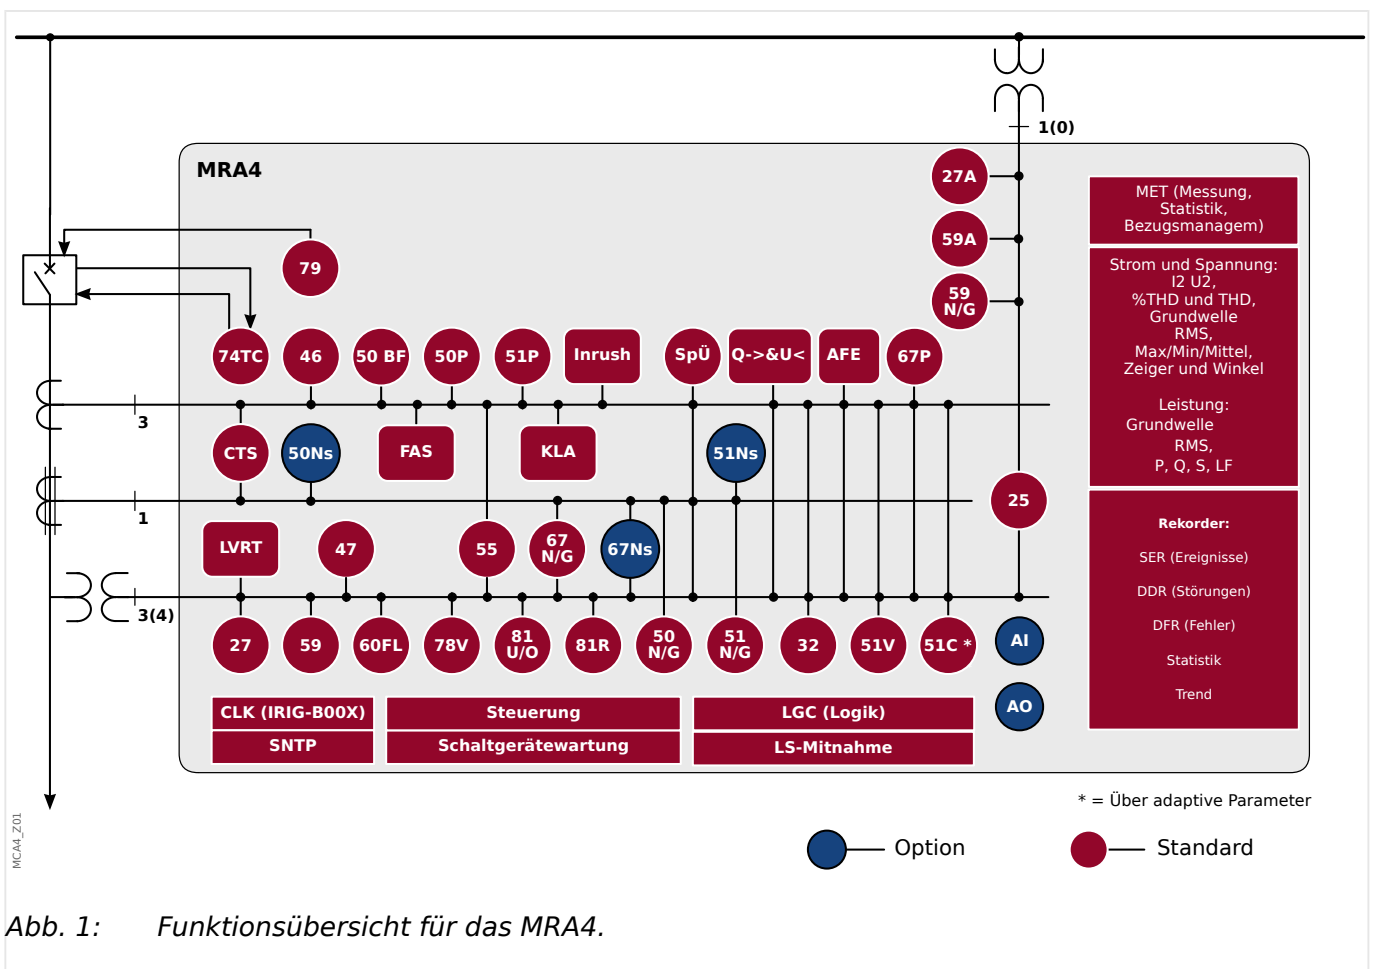 1(0)
MRA4
27A
59A
59
N/G
79
MET (Messung,
Statistik,
Bezugsmanagem)
Strom und Spannung:
I2 U2,
%THD und THD,
Grundwelle
RMS,
Max/Min/Mittel,
Zeiger und Winkel
Leistung:
Grundwelle
RMS,
P, Q, S, LF
74TC
46
50 BF
50P
51P
Inrush
SpÜ
Q->&U<
AFE
67P
3
CTS
50Ns
FAS
KLA
51Ns
25
1
LVRT
47
55
67
N/G
67Ns
3(4)
27
59
60FL
78V
81
U/O
81R
50
N/G
51
N/G
32
51V
51C *
AI
AO
Rekorder:
SER (Ereignisse)
DDR (Störungen)
DFR (Fehler)
Statistik
Trend
CLK (IRIG-B00X)
Steuerung
LGC (Logik)
SNTP
Schaltgerätewartung
LS-Mitnahme
* = Über adaptive Parameter
MCA4_Z01
Option
Standard
Abb. 1: Funktionsübersicht für das MRA4.